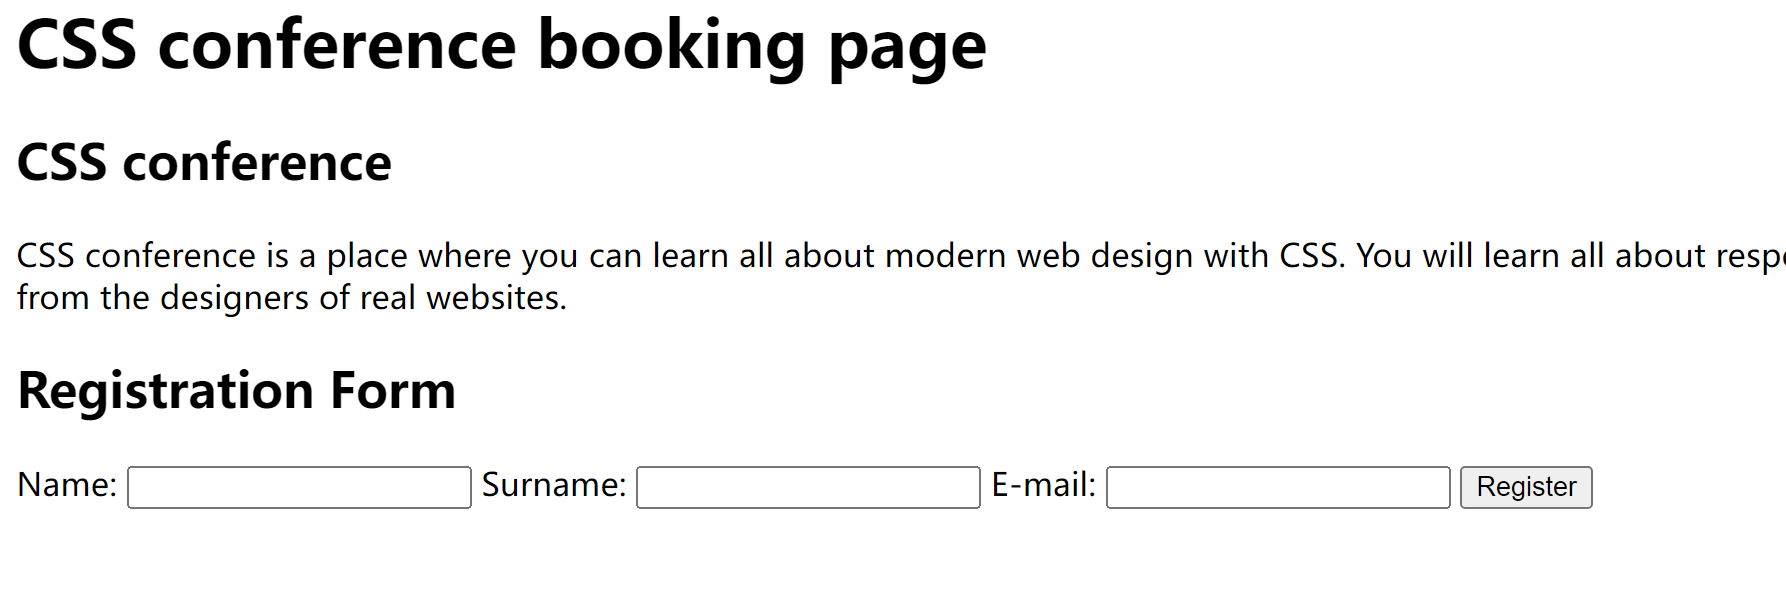 CSS conference booking page
CSS conference
CSS conference is a place where you can learn all about modern web design with CSS. You will learn all about
from the designers of real websites.
Registration Form
Name: Surname: E-mail: Register